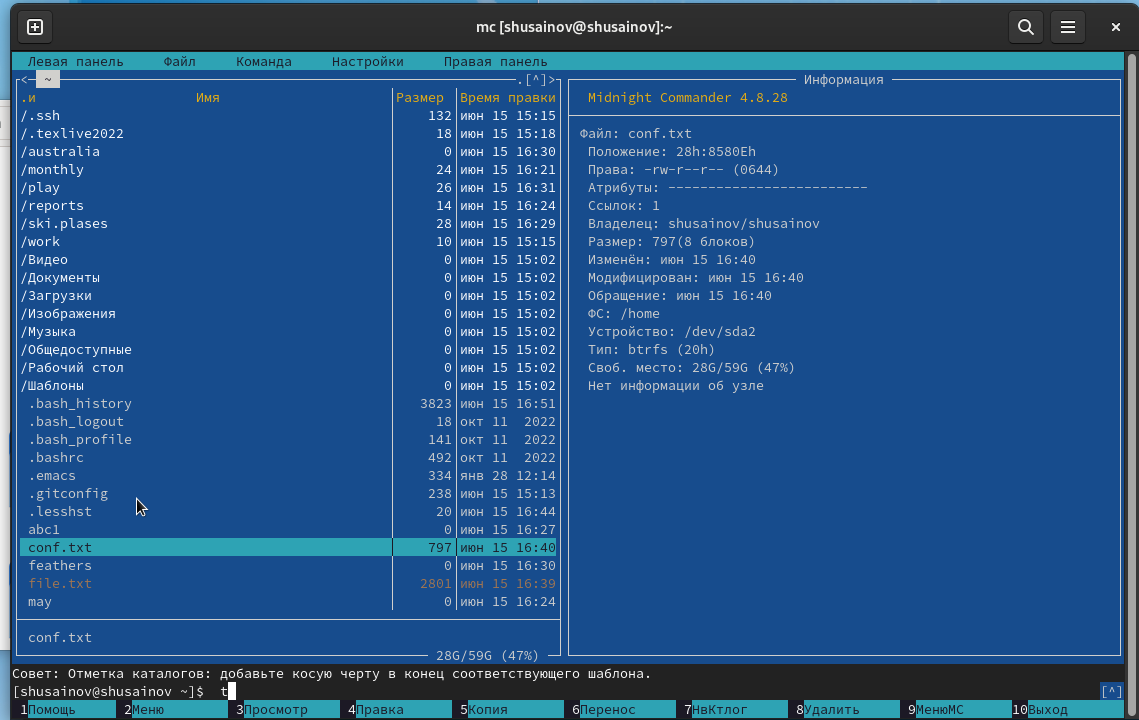 mc [shusainov@shusainov]:~
Левая панель Файл Команда Настройки Правая панель
<─ ~ .[^]> Информация
.и Имя Размер Время правки Midnight Commander 4.8.28
/.ssh 132 июн 15 15:15
/.texlive2022 18 июн 15 15:18 Файл: conf.txt
/australia 0 июн 15 16:30 Положение: 28h:8580Eh
/monthly 24 июн 15 16:21 Права: -rw-r--r-- (0644)
/play 26 июн 15 16:31 Атрибуты: -------------------------
/reports 14 июн 15 16:24 Ссылок: 1
/ski.plases 28 июн 15 16:29 Владелец: shusainov/shusainov
/work 10 июн 15 15:15 Размер: 797(8 блоков)
/Видео 0 июн 15 15:02 Изменён: июн 15 16:40
/Документы 0 июн 15 15:02 Модифицирован: июн 15 16:40
/Загрузки 0 июн 15 15:02 Обращение: июн 15 16:40
/Изображения 0 июн 15 15:02 ФС: /home
/Музыка 0 июн 15 15:02 Устройство: /dev/sda2
/Общедоступные 0 июн 15 15:02 Тип: btrfs (20h)
/Рабочий стол 0 июн 15 15:02 Своб. место: 28G/59G (47%)
/Шаблоны 0 июн 15 15:02 Нет информации об узле
.bash_history 3823 июн 15 16:51
.bash_logout 18 окт 11 2022
.bash_profile 141 окт 11 2022
.bashrc 492 окт 11 2022
.emacs 334 янв 28 12:14
.gitconfig 238 июн 15 15:13
.lesshst 20 июн 15 16:44
abc1 0 июн 15 16:27
conf.txt 797 июн 15 16:40
feathers 0 июн 15 16:30
file.txt 2801 июн 15 16:39
may 0 июн 15 16:24
conf.txt
28G/59G (47%)
Совет: Отметка каталогов: добавьте косую черту в конец соответствующего шаблона.
[shusainov@shusainov ~]$ t [^]
1Помощь 2Меню 3Просмотр 4Правка 5Копия 6Перенос 7НвКтлог 8Удалить 9МенюMC 10Выход